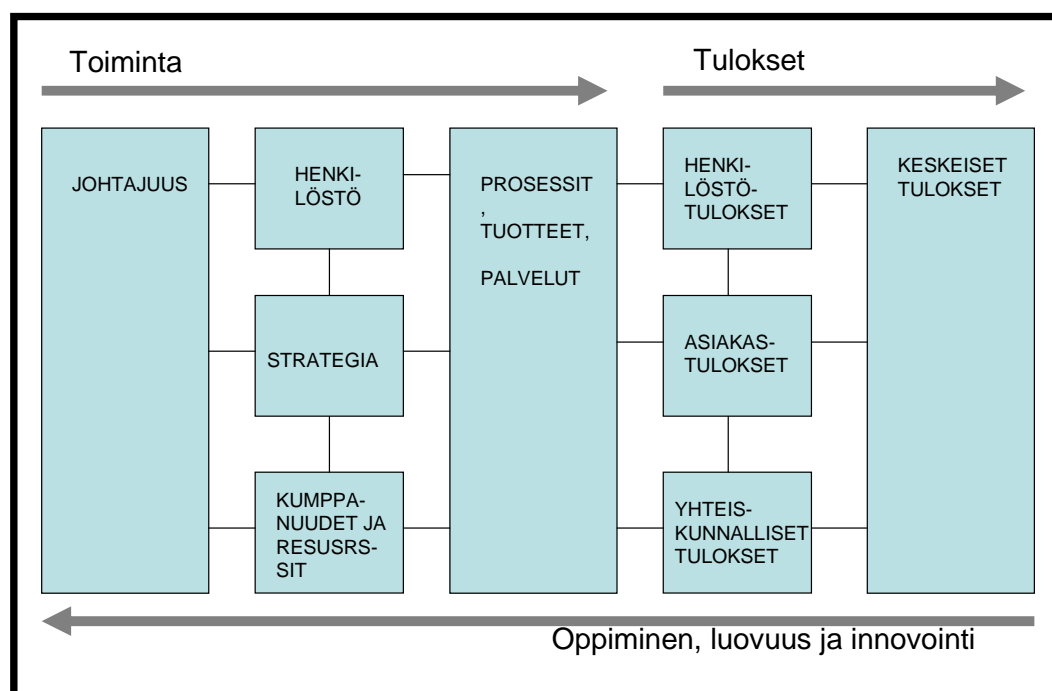 Toiminta
Tulokset
JOHTAJUUS
HENKI-
LÖSTÖ
STRATEGIA
KUMPPA-
NUUDET JA
RESUSRS-
SIT
PROSESSIT
,
TUOTTEET,
PALVELUT
HENKI-
LÖSTÖ-
TULOKSET
ASIAKAS-
TULOKSET
YHTEIS-
KUNNALLISET
TULOKSET
KESKEISET
TULOKSET
Oppiminen, luovuus ja innovointi